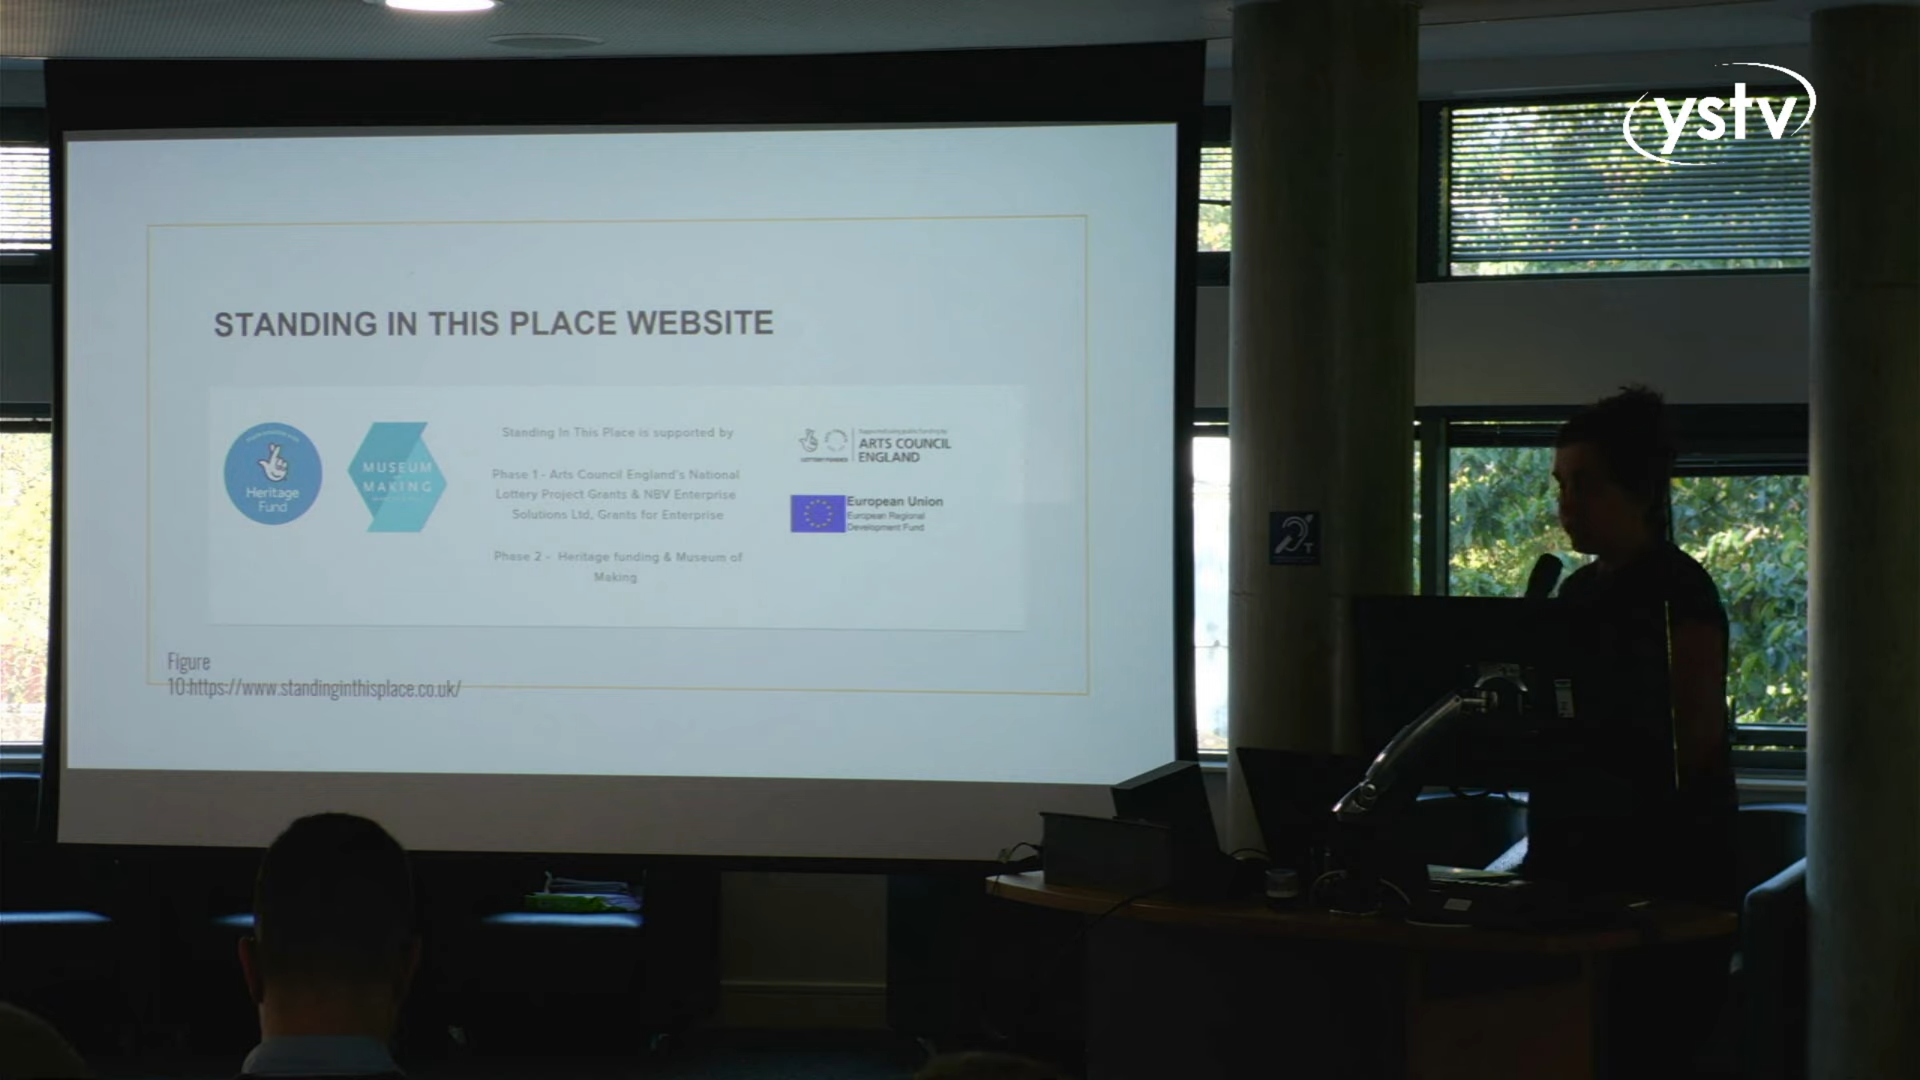 ystv
STANDING IN THIS PLACE WEBSITE
Heritage
Fund
MUSEUM
MAKING
Standing In This Place is supported by
Phase 1 - Arts Council England's National
Lottery Project Grants & NBV Enterprise
Solutions Ltd, Grants for Enterprise
Phase 2 - Heritage funding & Museum of
Making
LOTTERY FUNDED
ARTS COUNCIL
ENGLAND
European Union
European Regional
Development Fund
Figure
10:https://www.standinginthisplace.co.uk/
T